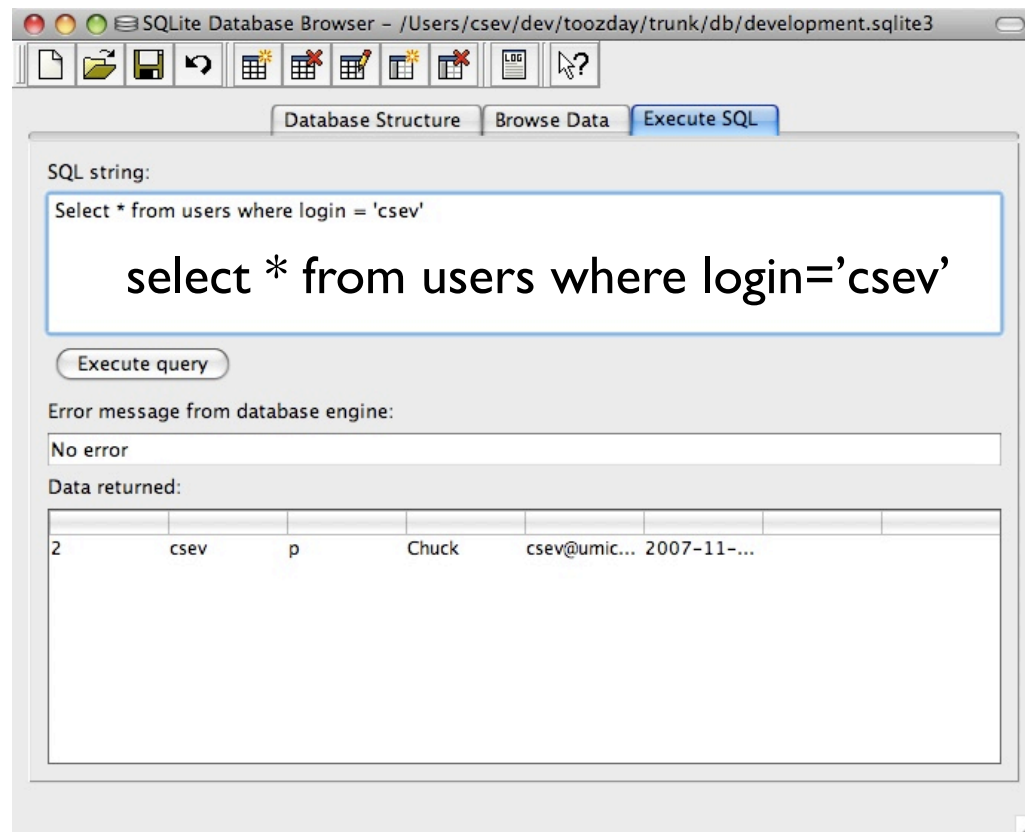 SQLite Database Browser - /Users/csev/dev/toozday/trunk/db/development.sqlite3
LOG
?
Database Structure Browse Data Execute SQL
SQL string:
Select * from users where login = 'csev'
select * from users where login=’csev’
Execute query
Error message from database engine:
No error
Data returned:
2 csev p Chuck csev@umic... 2007-11-...